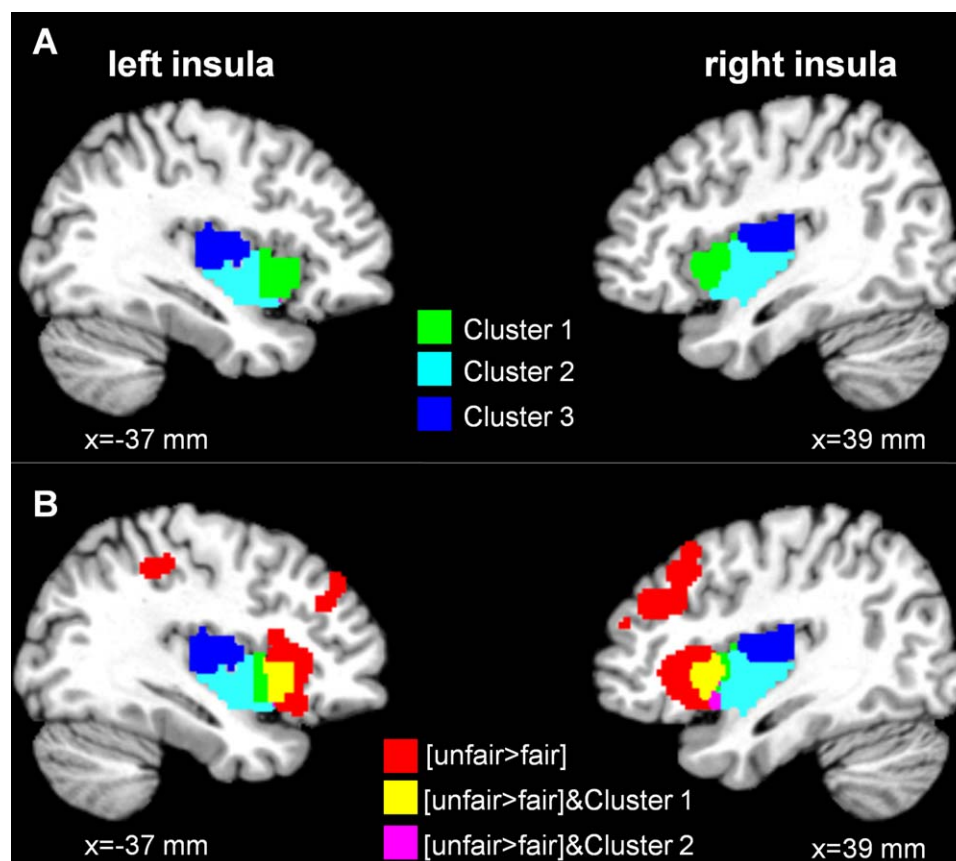 A
left insula
right insula
Cluster 1
Cluster 2
Cluster 3
x=-37 mm
x=39 mm
B
[unfair>fair]
[unfair>fair]&Cluster 1
[unfair>fair]&Cluster 2
x=-37 mm
x=39 mm